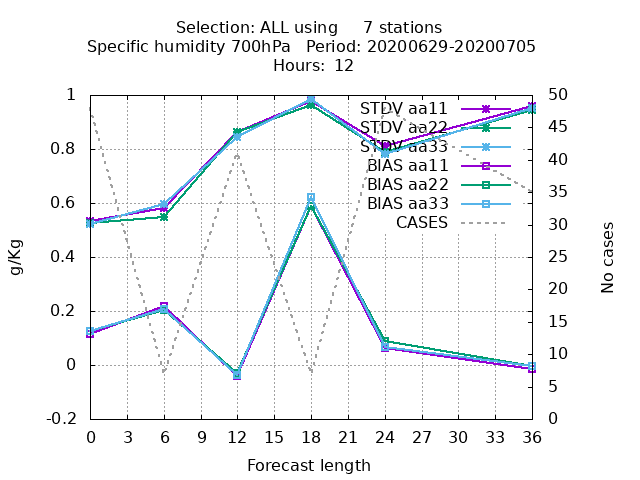 Selection: ALL using 7 stations
Specific humidity 700hPa Period: 20200629-20200705
Hours: 12
1
0.8
0.6
0.4
0.2
0
-0.2
g/Kg
50
45
40
35
30
25
20
15
10
5
0
No cases
STDV aa11
STDV aa22
STDV aa33
BIAS aa11
BIAS aa22
BIAS aa33
CASES
0 3 6 9 12 15 18 21 24 27 30 33 36
Forecast length